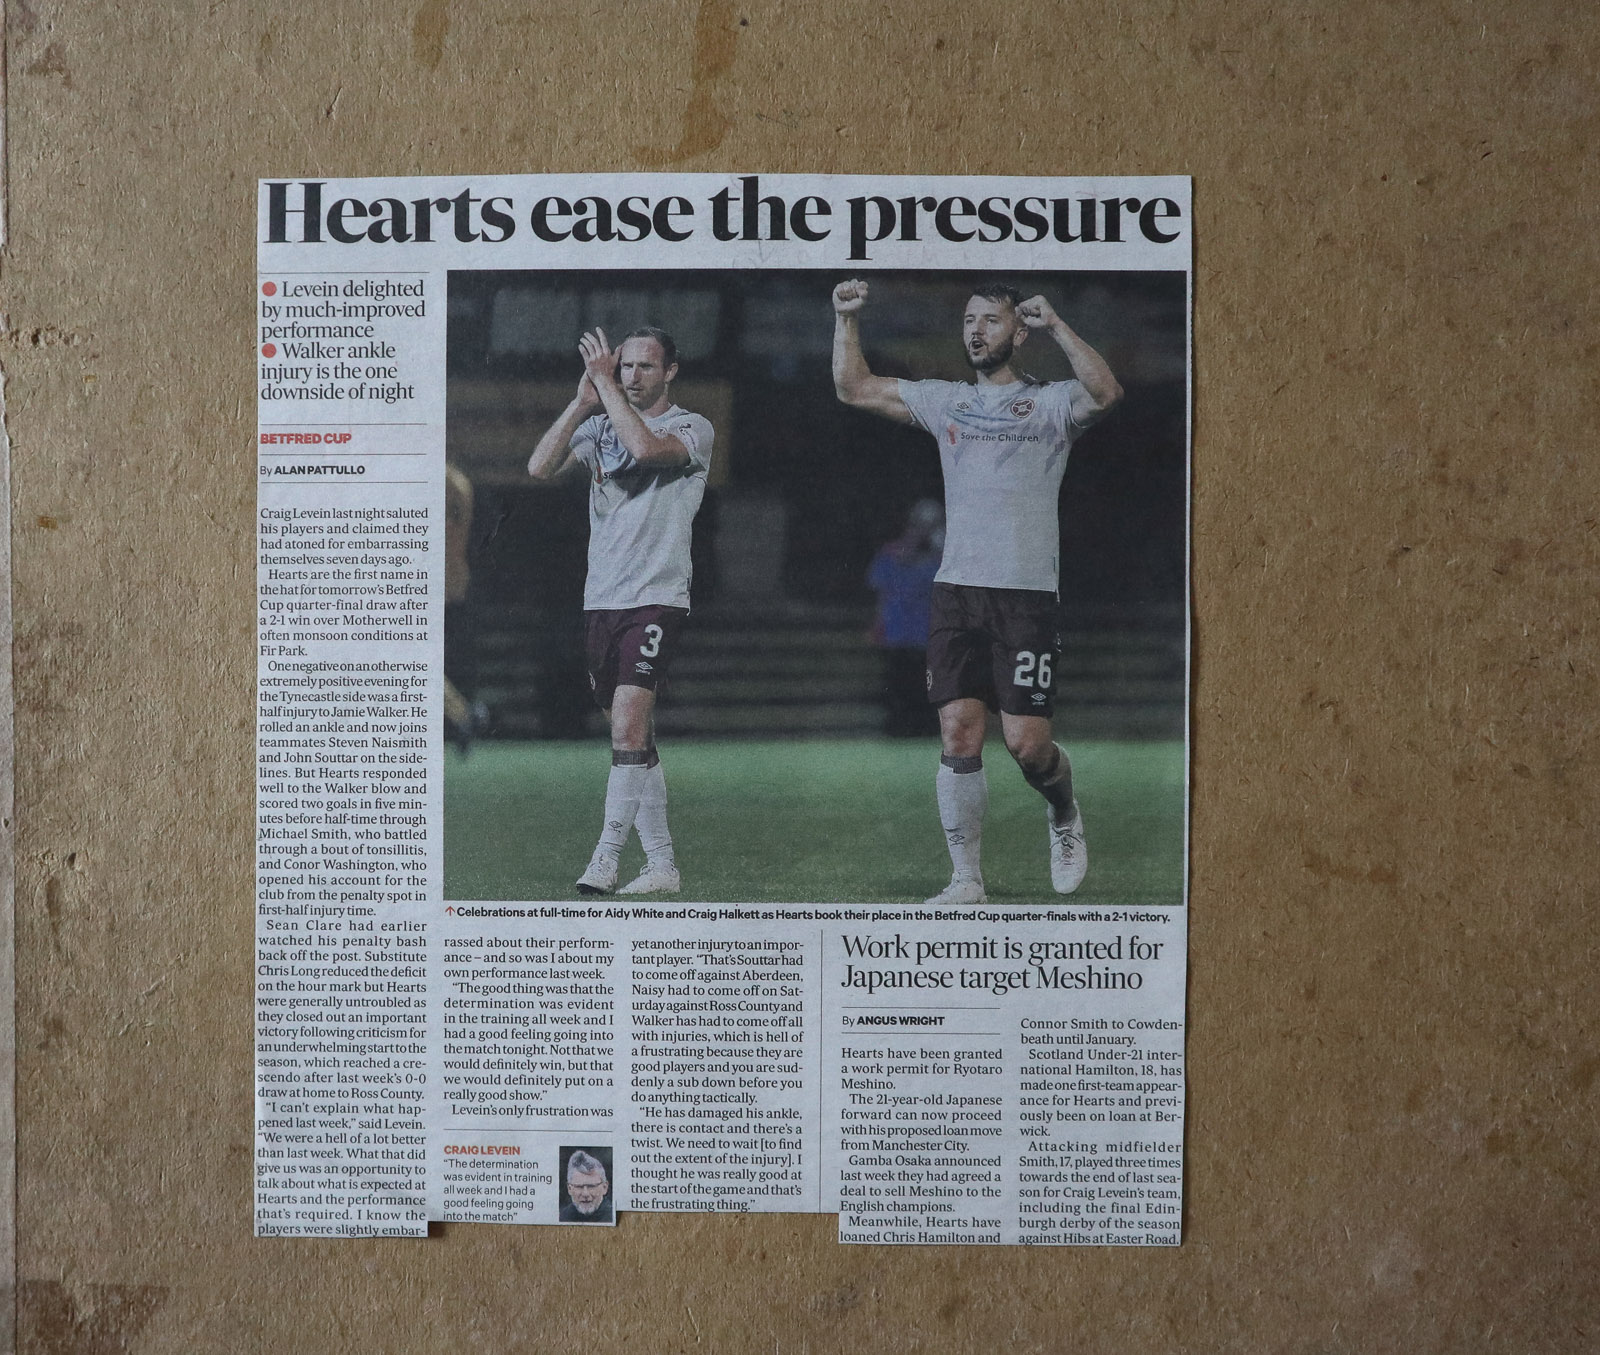 Hearts ease the pressure
● Levein delighted
by much-improved
performance
● Walker ankle
injury is the one
downside of night
BETFRED CUP
By ALAN PATTULLO
Craig Levein last night saluted
his players and claimed they
had atoned for embarrassing
themselves seven days ago.
Hearts are the first name in
the hat for tomorrow's Betfred
Cup quarter-final draw after
a 2-1 win over Motherwell in
often monsoon conditions at
Fir Park.
One negative on an otherwise
extremely positive evening for
the Tynecastle side was a first-
half injury to Jamie Walker. He
rolled an ankle and now joins
teammates Steven Naismith
and John Souttar on the side-
lines. But Hearts responded
well to the Walker blow and
scored two goals in five min-
utes before half-time through
Michael Smith, who battled
through a bout of tonsillitis,
and Conor Washington, who
opened his account for the
club from the penalty spot in
first-half injury time.
Sean Clare had earlier
watched his penalty bash
back off the post. Substitute
Chris Long reduced the deficit
on the hour mark but Hearts
were generally untroubled as
they closed out an important
victory following criticism for
an underwhelming start to the
season, which reached a cre-
scendo after last week's 0-0
draw at home to Ross County.
"I can't explain what hap-
pened last week," said Levein.
"We were a hell of a lot better
than last week. What that did
give us was an opportunity to
talk about what is expected at
Hearts and the performance
that's required. I know the
players were slightly embar-
Save the Children
3
26
↑ Celebrations at full-time for Aidy White and Craig Halkett as Hearts book their place in the Betfred Cup quarter-finals with a 2-1 victory.
rassed about their perform-
ance – and so was I about my
own performance last week.
"The good thing was that the
determination was evident
in the training all week and I
had a good feeling going into
the match tonight. Not that we
would definitely win, but that
we would definitely put on a
really good show."
Levein's only frustration was
CRAIG LEVEIN
"The determination
was evident in training
all week and I had a
good feeling going
into the match"
yet another injury to an impor-
tant player. "That's Souttar had
to come off against Aberdeen,
Naisy had to come off on Sat-
urday against Ross County and
Walker has had to come off all
with injuries, which is hell of
a frustrating because they are
good players and you are sud-
denly a sub down before you
do anything tactically.
"He has damaged his ankle,
there is contact and there's a
twist. We need to wait [to find
out the extent of the injury]. I
thought he was really good at
the start of the game and that's
the frustrating thing."
Work permit is granted for
Japanese target Meshino
By ANGUS WRIGHT
Hearts have been granted
a work permit for Ryotaro
Meshino.
The 21-year-old Japanese
forward can now proceed
with his proposed loan move
from Manchester City.
Gamba Osaka announced
last week they had agreed a
deal to sell Meshino to the
English champions.
Meanwhile, Hearts have
loaned Chris Hamilton and
Connor Smith to Cowden-
beath until January.
Scotland Under-21 inter-
national Hamilton, 18, has
made one first-team appear-
ance for Hearts and previ-
ously been on loan at Ber-
wick.
Attacking midfielder
Smith, 17, played three times
towards the end of last sea-
son for Craig Levein's team,
including the final Edin-
burgh derby of the season
against Hibs at Easter Road.